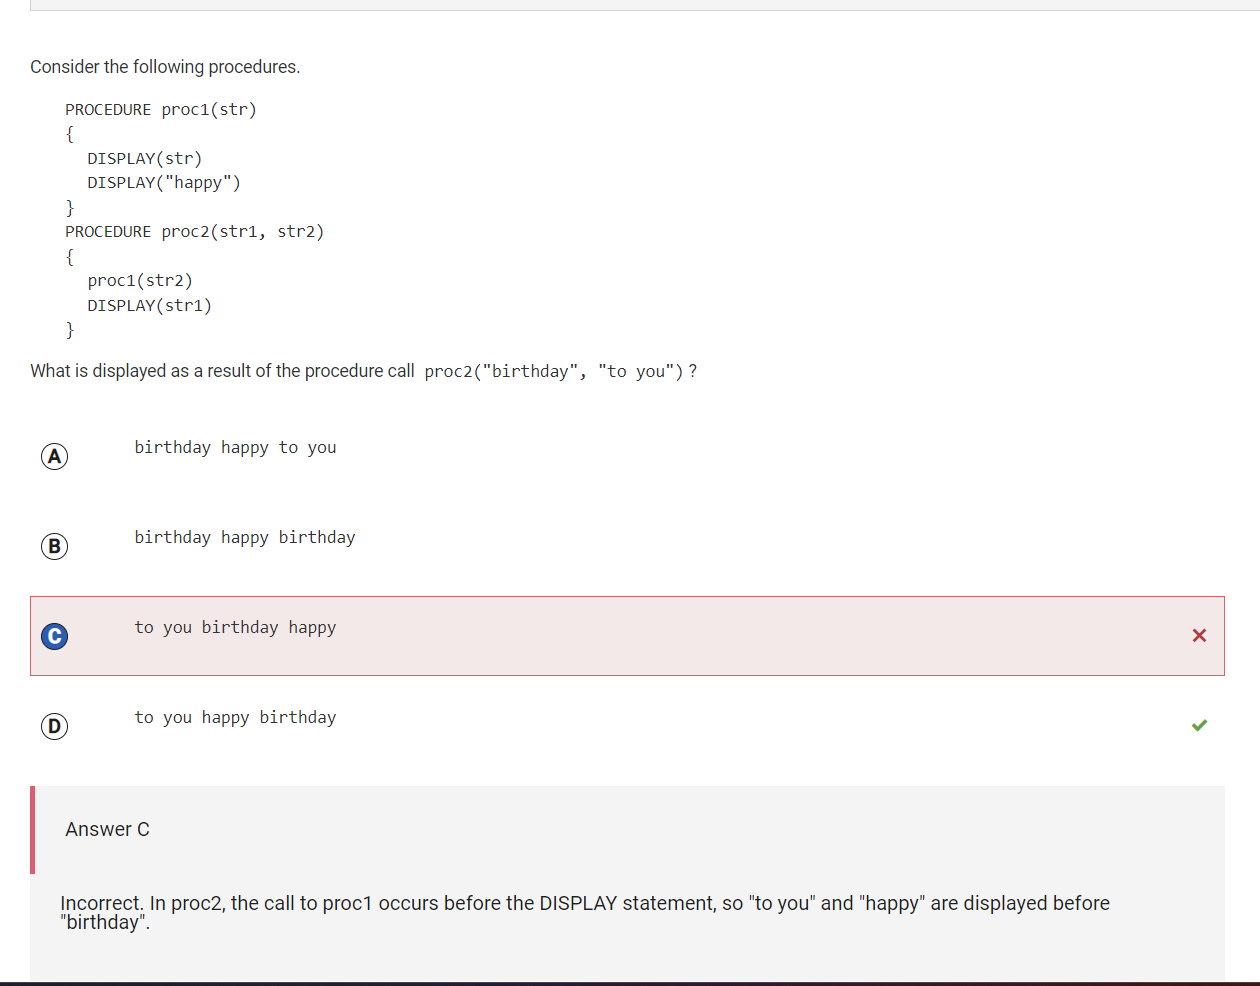 Consider the following procedures.
PROCEDURE proc1(str)
{
DISPLAY(str)
DISPLAY("happy")
}
PROCEDURE proc2(str1, str2)
{
proc1(str2)
DISPLAY(str1)
}
What is displayed as a result of the procedure call proc2("birthday", "to you") ?
A birthday happy to you
B birthday happy birthday
C to you birthday happy
D to you happy birthday
Answer C
Incorrect. In proc2, the call to proc1 occurs before the DISPLAY statement, so "to you" and "happy" are displayed before
"birthday".